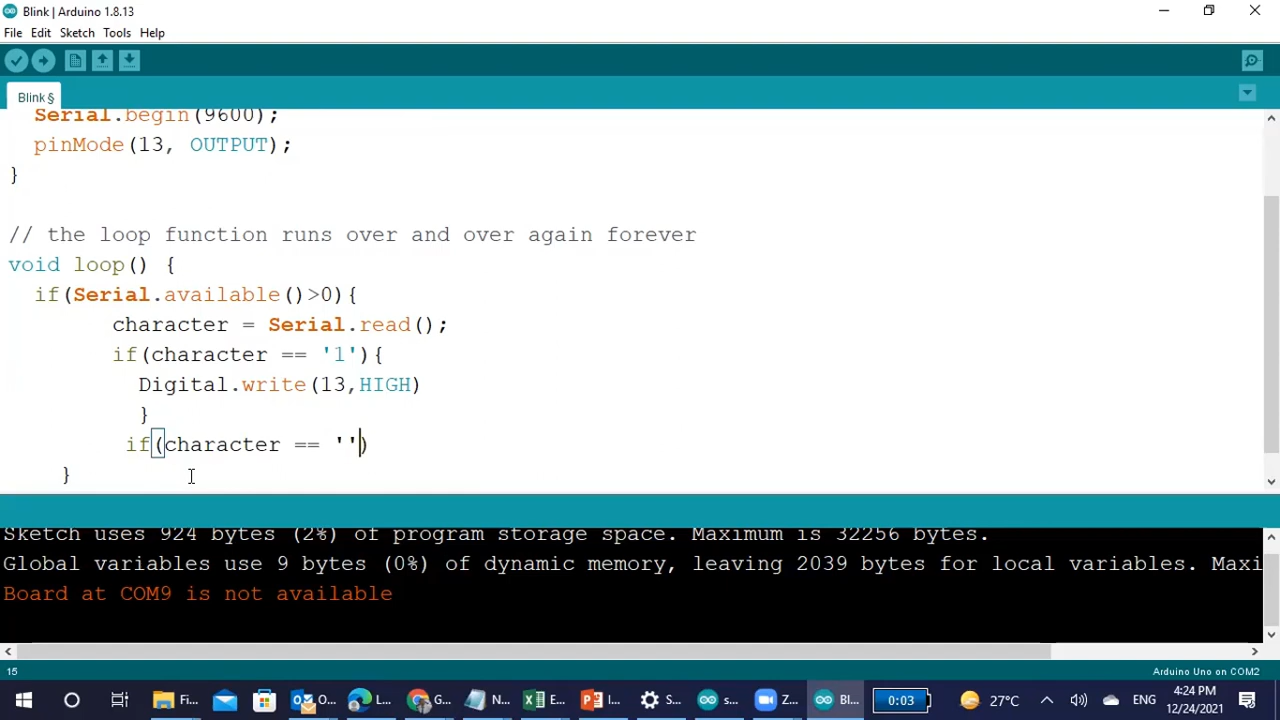 Blink | Arduino 1.8.13
File Edit Sketch Tools Help
Blink §
Serial.begin(9600);
pinMode(13, OUTPUT);
}
// the loop function runs over and over again forever
void loop() {
if(Serial.available()>0){
character = Serial.read();
if(character == '1'){
Digital.write(13,HIGH)
}
if(character == '')
}
Sketch uses 924 bytes (2%) of program storage space. Maximum is 32256 bytes.
Global variables use 9 bytes (0%) of dynamic memory, leaving 2039 bytes for local variables. Maxi
Board at COM9 is not available
15 Arduino Uno on COM2
Fi... O... L... G... N... E... I... S... s... Z... Bl... 0:03 27°C ENG 4:24 PM
12/24/2021